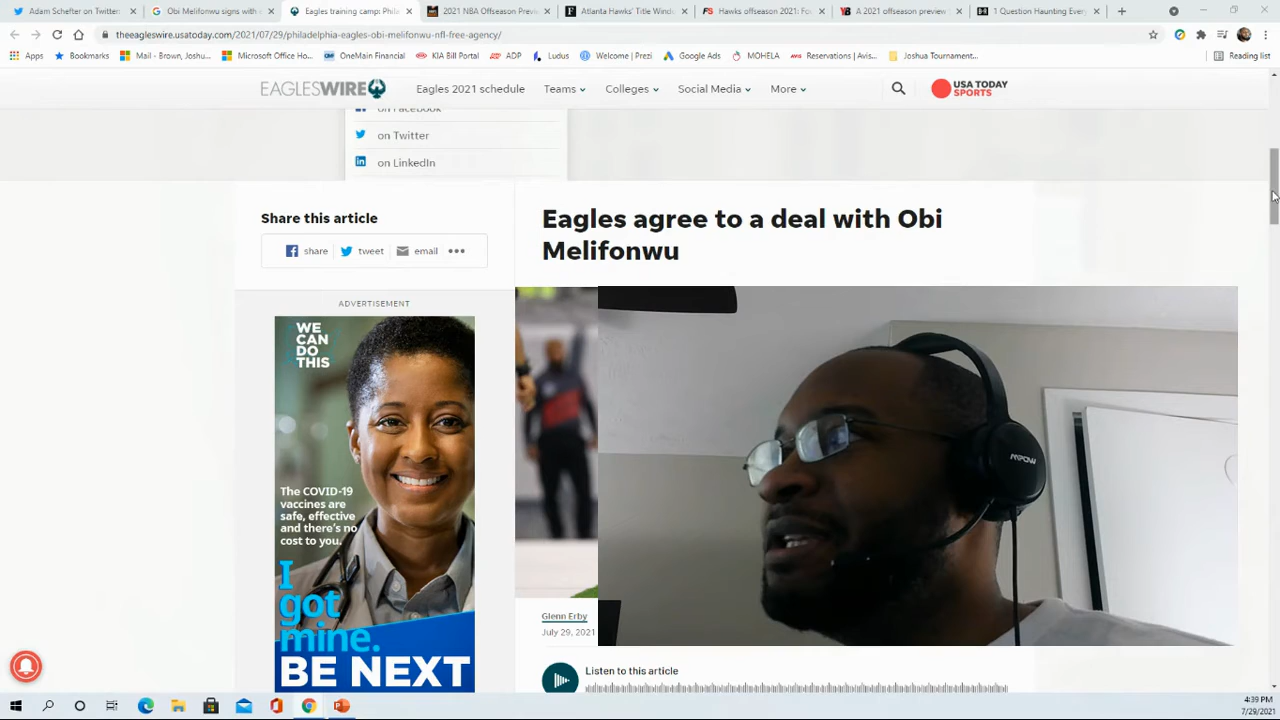 Adam Schefter on Twitter:
Obi Melifonwu signs with
Eagles training camp: Phila
2021 NBA Offseason Previ
Atlanta Hawks' Title Wind
Hawks offseason 2021: Fo
A 2021 offseason preview
1 Question Haunting Every
theeagleswire.usatoday.com/2021/07/29/philadelphia-eagles-obi-melifonwu-nfl-free-agency/
Apps
Bookmarks
Mail - Brown, Joshu...
Microsoft Office Ho...
OneMain Financial
KIA Bill Portal
ADP
Ludus
Welcome | Prezi
Google Ads
MOHELA
Reservations | Avis...
Joshua Tournament...
Reading list
EAGLESWIRE
Eagles 2021 schedule
Teams
Colleges
Social Media
More
USA TODAY
SPORTS
on Facebook
on Twitter
on LinkedIn
Share this article
share
tweet
email
Eagles agree to a deal with Obi
Melifonwu
ADVERTISEMENT
WE
CAN
DO
THIS
The COVID-19
vaccines are
safe, effective
and there's no
cost to you.
I
got
mine.
BE NEXT
MPOW
Glenn Erby
July 29, 2021
Listen to this article
4:39 PM
7/29/2021